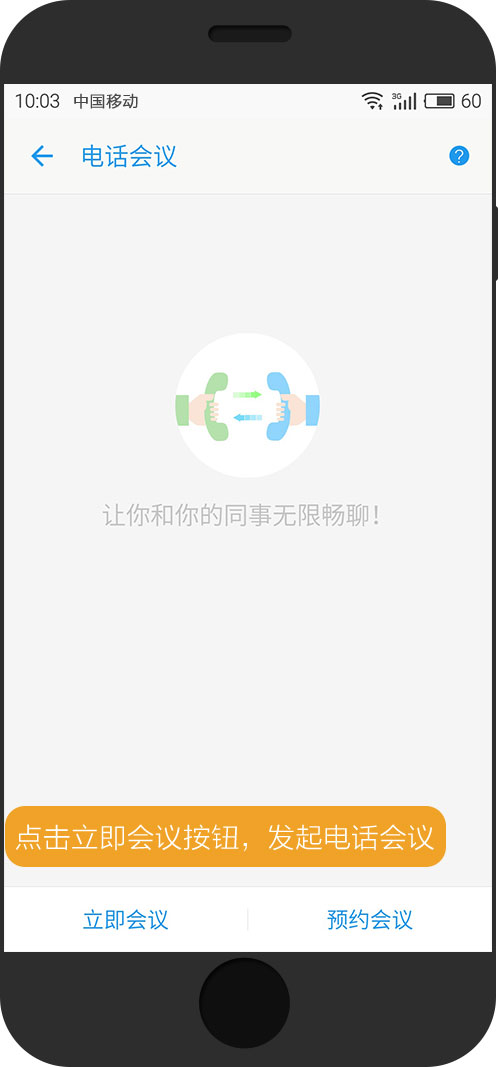 10:03 中国移动 3G 60
电话会议 ?
让你和你的同事无限畅聊！
点击立即会议按钮，发起电话会议
立即会议 预约会议